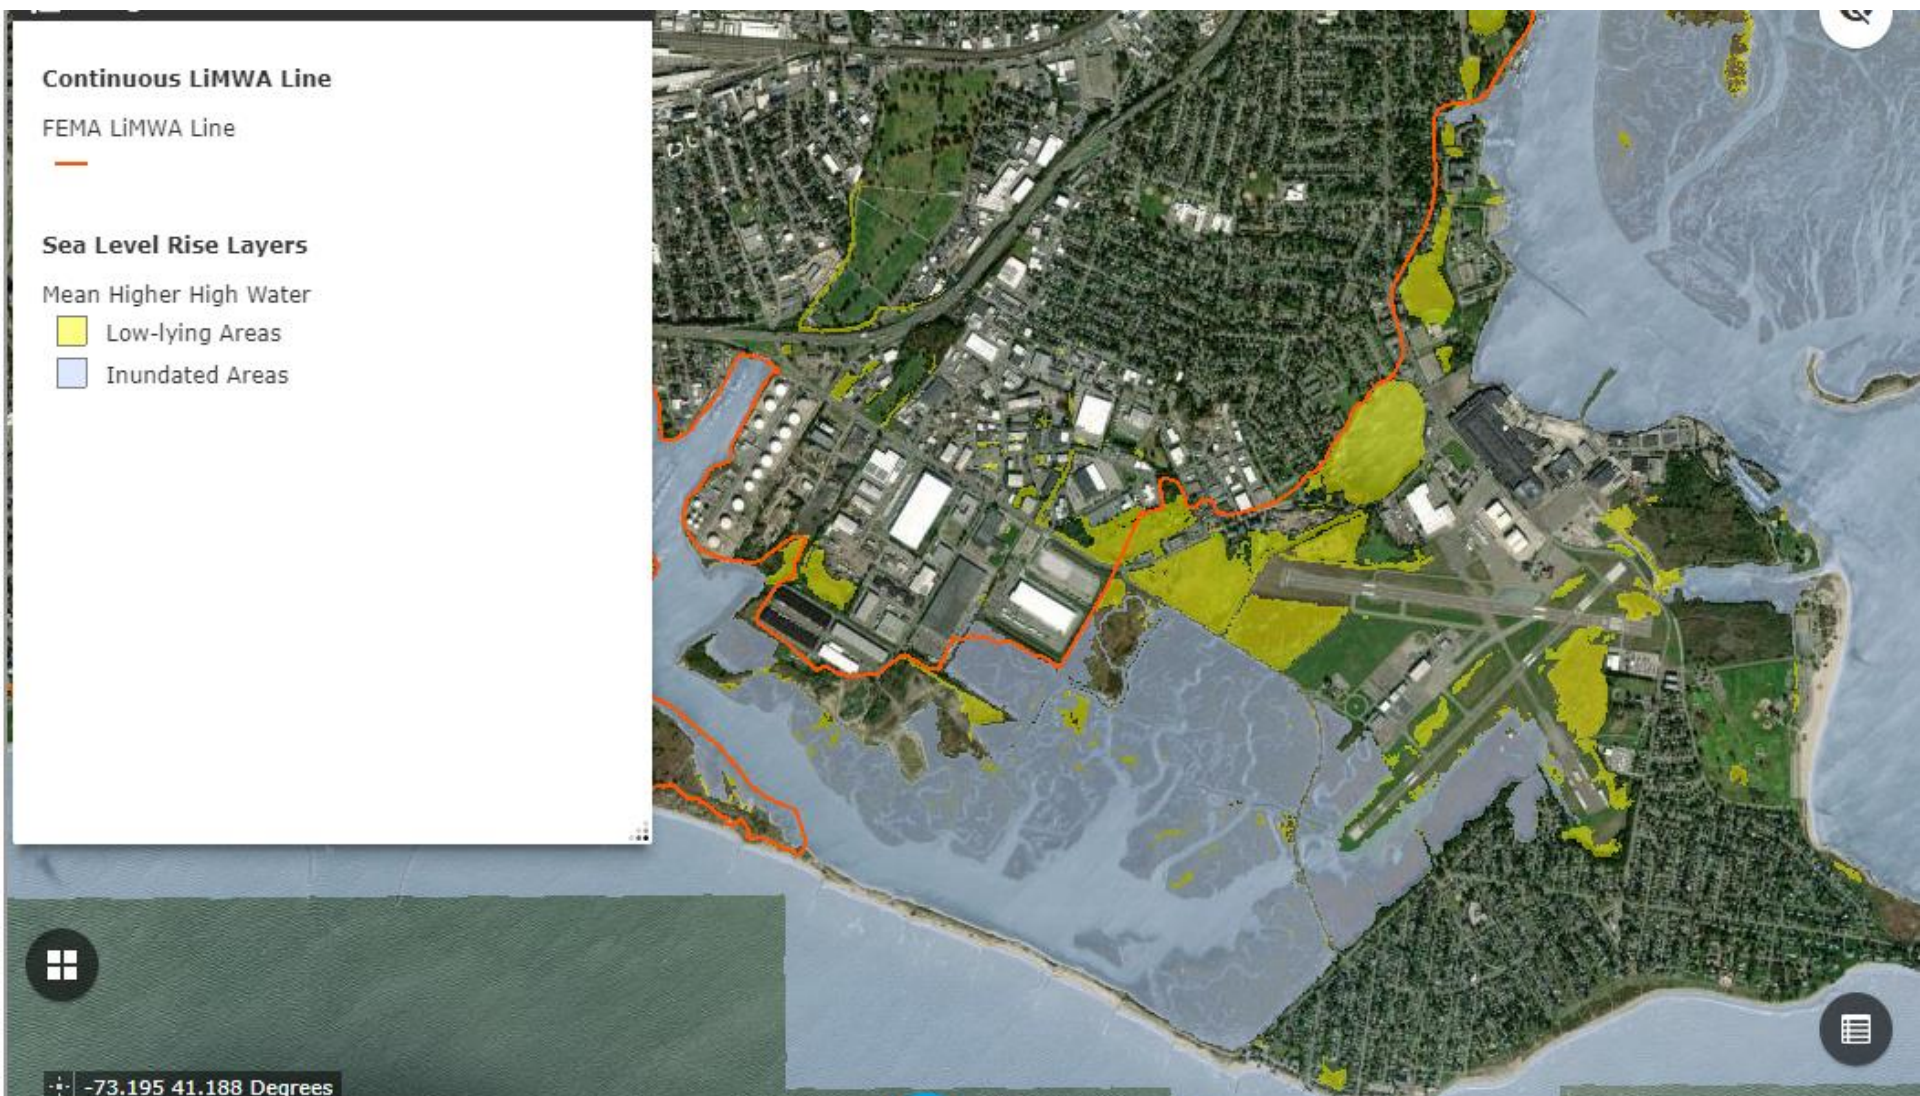 Continuous LiMWA Line
FEMA LiMWA Line
Sea Level Rise Layers
Mean Higher High Water
Low-lying Areas
Inundated Areas
-73.195 41.188 Degrees